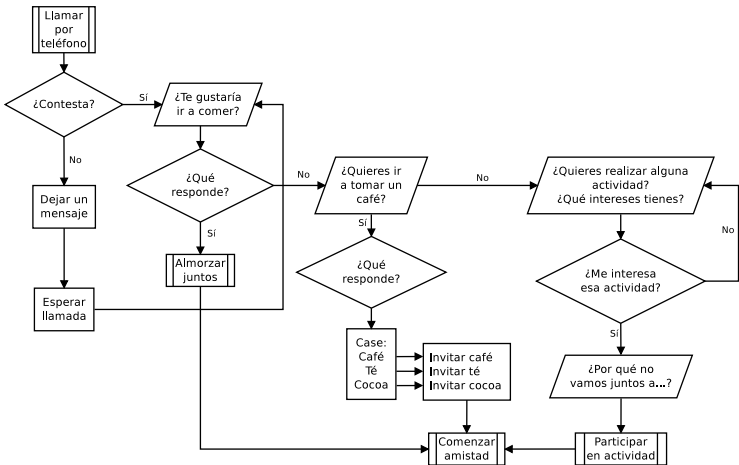 Llamar
por
teléfono
¿Contesta?
Sí
No
¿Te gustaría
ir a comer?
Dejar un
mensaje
Esperar
llamada
¿Qué
responde?
No
Sí
Almorzar
juntos
¿Quieres ir
a tomar un
café?
No
Sí
¿Qué
responde?
Case:
Café
Té
Cocoa
Invitar café
Invitar té
Invitar cocoa
¿Quieres realizar alguna
actividad?
¿Qué intereses tienes?
No
¿Me interesa
esa actividad?
Sí
¿Por qué no
vamos juntos a...?
Participar
en actividad
Comenzar
amistad